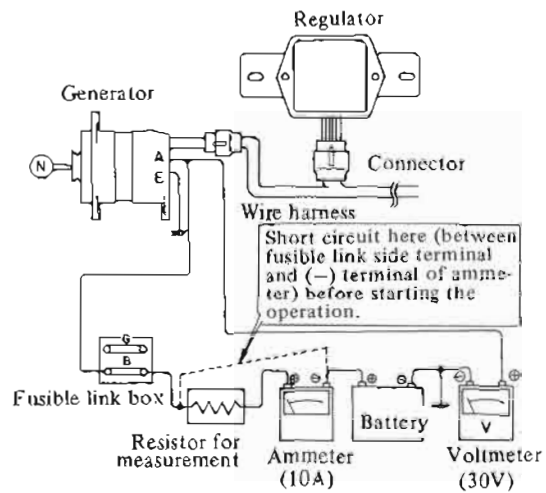 Regulator
Generator
N
A
E
Connector
Wire harness
Short circuit here (between
fusible link side terminal
and (−) terminal of amme-
ter) before starting the
operation.
G
B
Fusible link box
Resistor for
measurement
⊕
⊖
Ammeter
(10A)
⊕
⊖
Battery
⊖
⊕
V
Voltmeter
(30V)